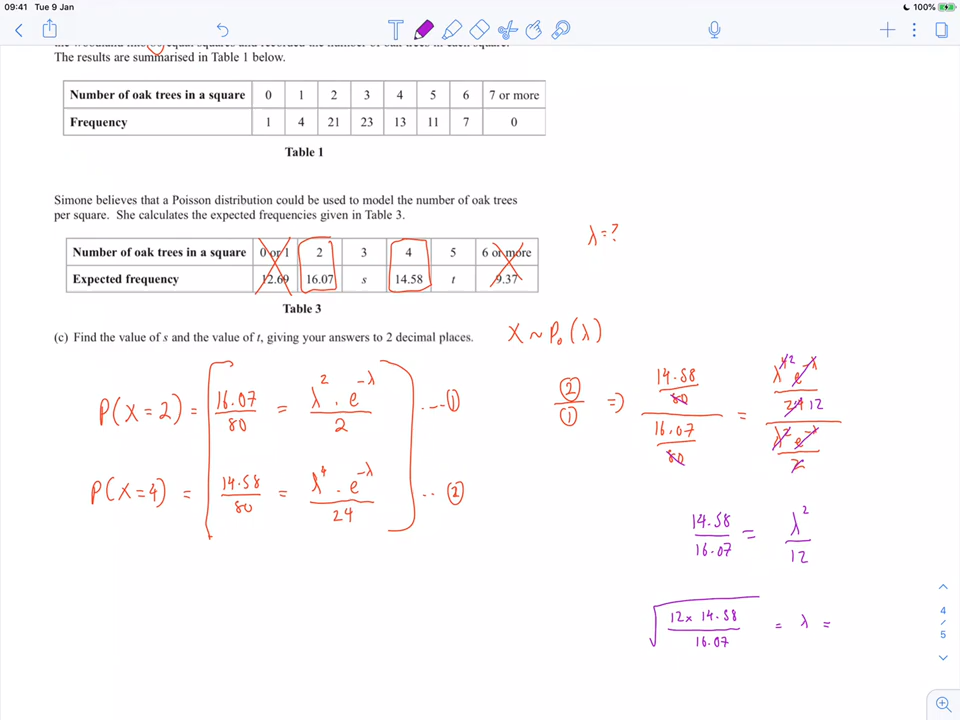 09:41 Tue 9 Jan
100%
The results are summarised in Table 1 below.
Number of oak trees in a square 0 1 2 3 4 5 6 7 or more
Frequency 1 4 21 23 13 11 7 0
Table 1
Simone believes that a Poisson distribution could be used to model the number of oak trees
per square. She calculates the expected frequencies given in Table 3.
λ = ?
Number of oak trees in a square 0 or 1 2 3 4 5 6 or more
Expected frequency 12.69 16.07 s 14.58 t 9.37
Table 3
(c) Find the value of s and the value of t, giving your answers to 2 decimal places.
X ~ Po (λ)
P(X=2) = 16.07/80 = λ² · e^-λ / 2 ... ①
P(X=4) = 14.58/80 = λ⁴ · e^-λ / 24 .. ②
②/① => (14.58/80) / (16.07/80) = (λ⁴ ² e^-λ / 24 12) / (λ² e^-λ / 2)
14.58/16.07 = λ²/12
√(12 × 14.58 / 16.07) = λ =
4
/
5